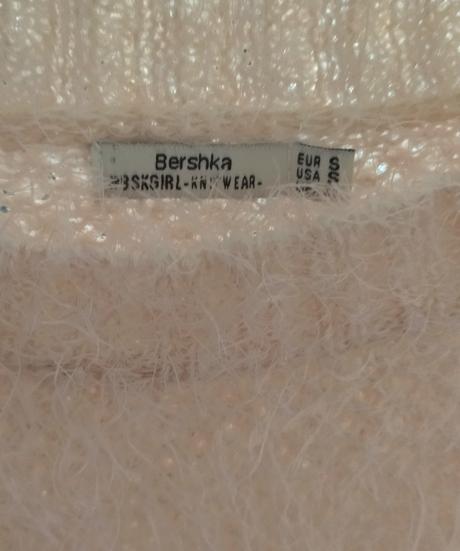 Bershka
#BSKGIRL-KNITWEAR-
EUR S
USA S